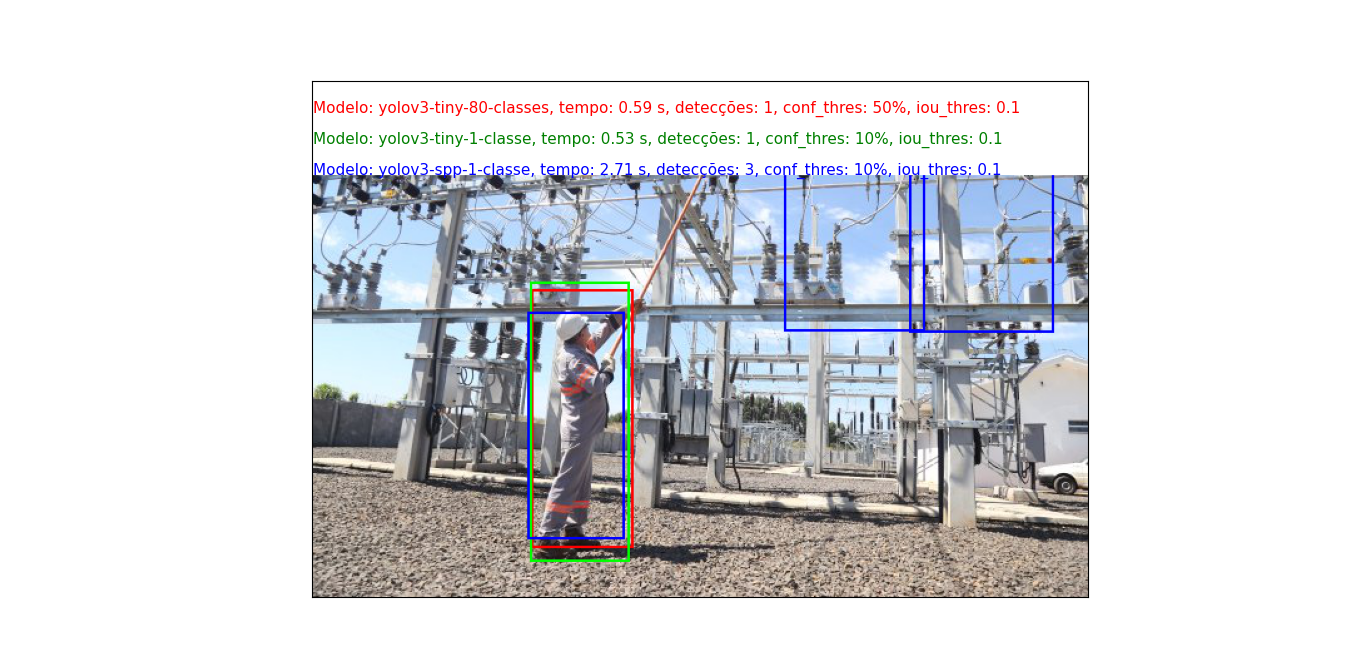 Modelo: yolov3-tiny-80-classes, tempo: 0.59 s, detecções: 1, conf_thres: 50%, iou_thres: 0.1
Modelo: yolov3-tiny-1-classe, tempo: 0.53 s, detecções: 1, conf_thres: 10%, iou_thres: 0.1
Modelo: yolov3-spp-1-classe, tempo: 2.71 s, detecções: 3, conf_thres: 10%, iou_thres: 0.1